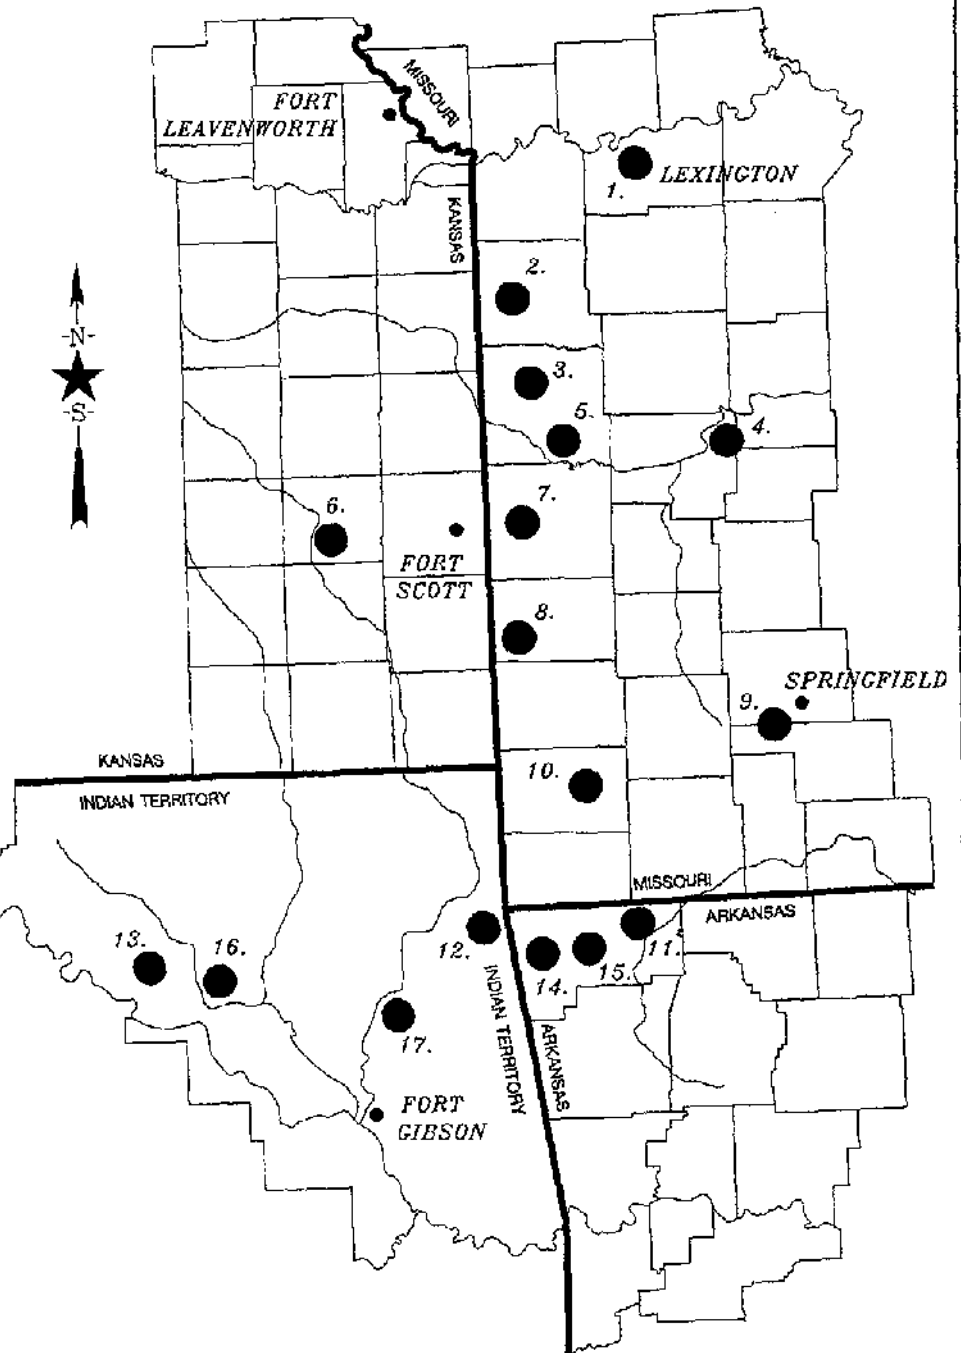 MISSOURI
FORT
LEAVENWORTH
1.
LEXINGTON
KANSAS
2.
-N-
-S-
3.
5.
4.
6.
7.
FORT
SCOTT
8.
SPRINGFIELD
9.
KANSAS
10.
INDIAN TERRITORY
MISSOURI
ARKANSAS
13.
16.
12.
11.
14.
15.
INDIAN TERRITORY
17.
ARKANSAS
FORT
GIBSON